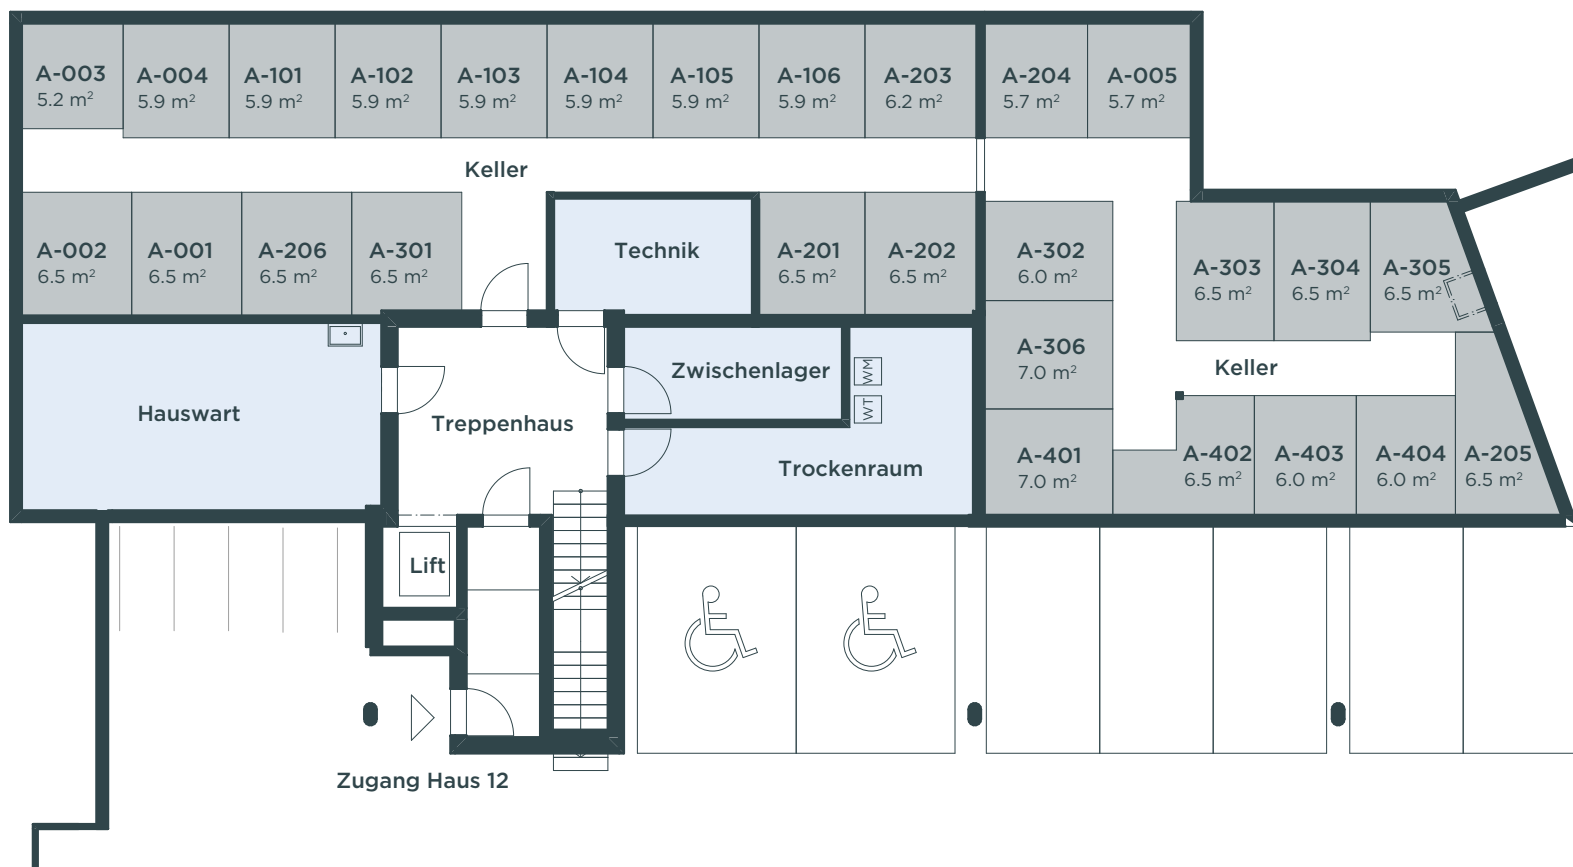 A-003
5.2 m²
A-004
5.9 m²
A-101
5.9 m²
A-102
5.9 m²
A-103
5.9 m²
A-104
5.9 m²
A-105
5.9 m²
A-106
5.9 m²
A-203
6.2 m²
A-204
5.7 m²
A-005
5.7 m²
Keller
A-002
6.5 m²
A-001
6.5 m²
A-206
6.5 m²
A-301
6.5 m²
Technik
A-201
6.5 m²
A-202
6.5 m²
A-302
6.0 m²
A-303
6.5 m²
A-304
6.5 m²
A-305
6.5 m²
A-306
7.0 m²
Keller
Hauswart
Treppenhaus
Zwischenlager
WM
WT
Trockenraum
A-401
7.0 m²
A-402
6.5 m²
A-403
6.0 m²
A-404
6.0 m²
A-205
6.5 m²
Lift
Zugang Haus 12